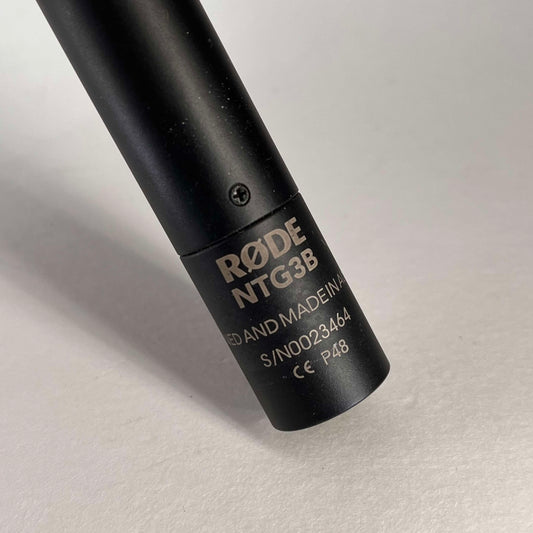 RØDE
NTG3B
ED AND MADE IN A
S/N0023464
CE P48